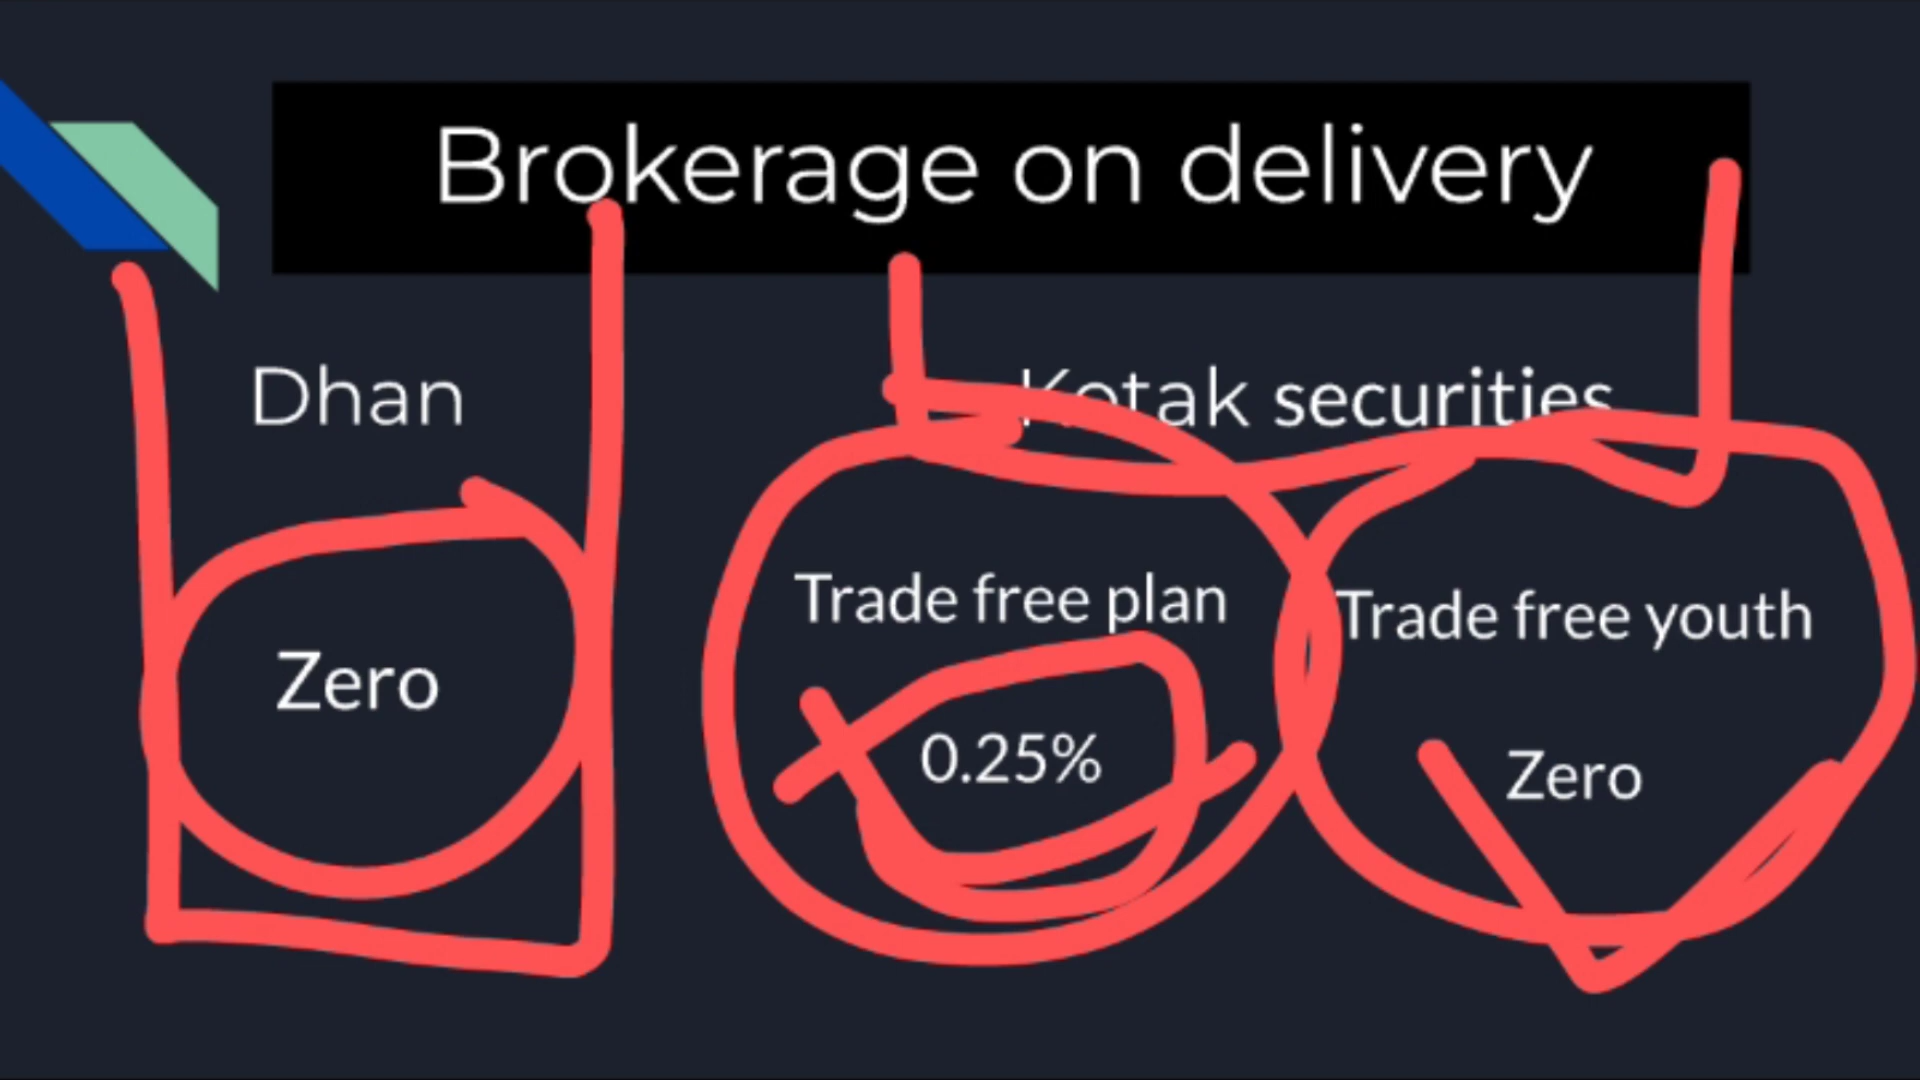 Brokerage on delivery
Dhan
Kotak securities
Zero
Trade free plan
0.25%
Trade free youth
Zero